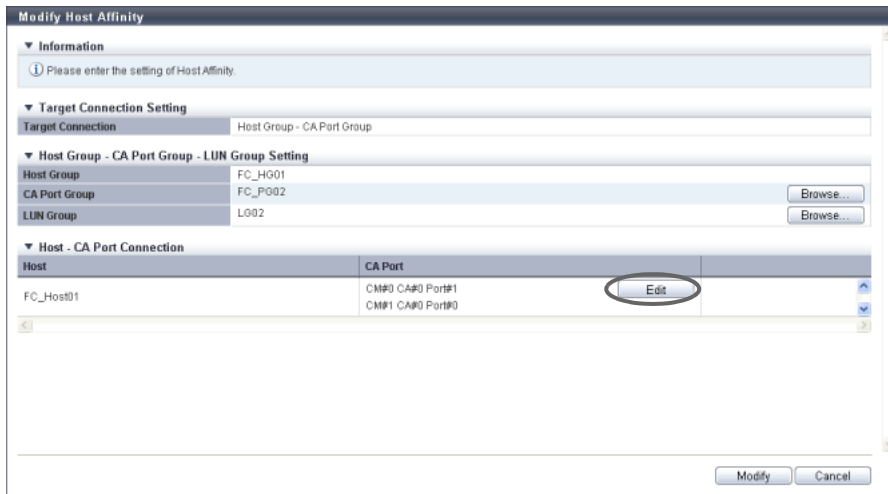 Modify Host Affinity
Information
Please enter the setting of Host Affinity.
Target Connection Setting
Target Connection Host Group - CA Port Group
Host Group - CA Port Group - LUN Group Setting
Host Group FC_HG01
CA Port Group FC_PG02 Browse...
LUN Group LG02 Browse...
Host - CA Port Connection
Host CA Port
FC_Host01 CM#0 CA#0 Port#1 Edit
CM#1 CA#0 Port#0
Modify Cancel